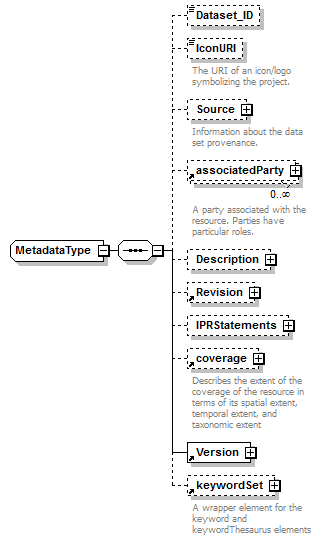 Dataset_ID
IconURI
The URI of an icon/logo
symbolizing the project.
Source
Information about the data
set provenance.
associatedParty
0..∞
A party associated with the
resource. Parties have
particular roles.
MetadataType
Description
Revision
IPRStatements
coverage
Describes the extent of the
coverage of the resource in
terms of its spatial extent,
temporal extent, and
taxonomic extent
Version
keywordSet
A wrapper element for the
keyword and
keywordThesaurus elements